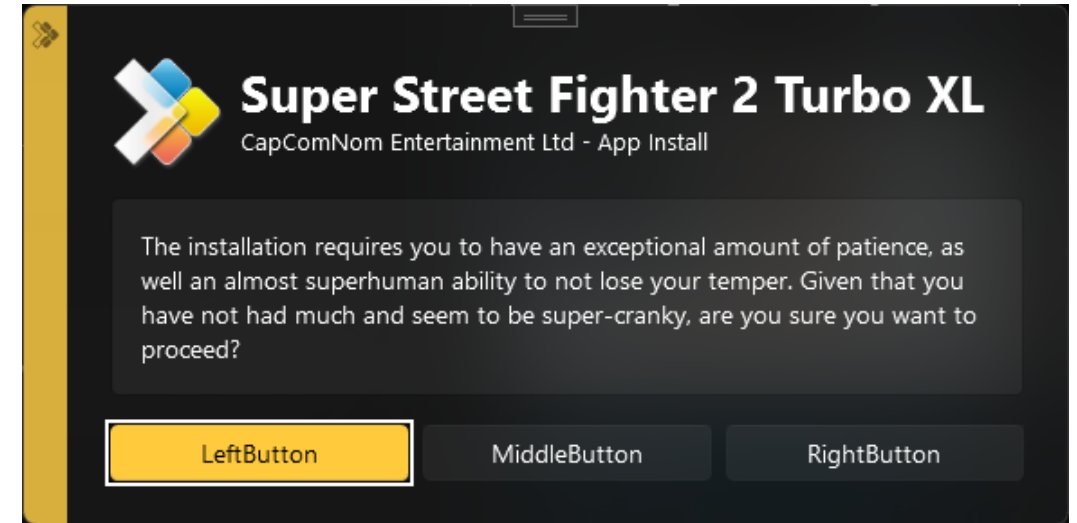 Super Street Fighter 2 Turbo XL
CapComNom Entertainment Ltd - App Install
The installation requires you to have an exceptional amount of patience, as
well an almost superhuman ability to not lose your temper. Given that you
have not had much and seem to be super-cranky, are you sure you want to
proceed?
LeftButton
MiddleButton
RightButton